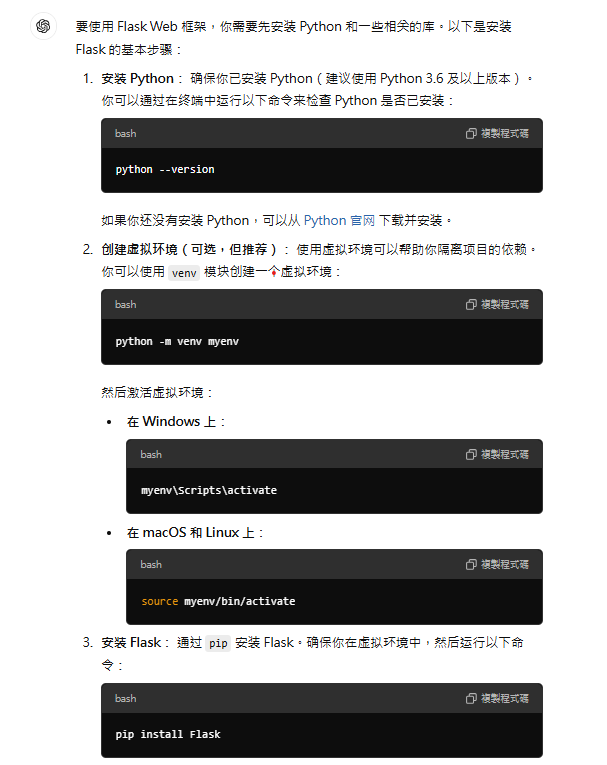 要使用 Flask Web 框架，你需要先安装 Python 和一些相关的库。以下是安装
Flask 的基本步骤：
1. 安装 Python： 确保你已安装 Python（建议使用 Python 3.6 及以上版本）。
你可以通过在终端中运行以下命令来检查 Python 是否已安装：
bash 複製程式碼
python --version
如果你还没有安装 Python，可以从 Python 官网 下载并安装。
2. 创建虚拟环境（可选，但推荐）： 使用虚拟环境可以帮助你隔离项目的依赖。
你可以使用 venv 模块创建一个虚拟环境：
bash 複製程式碼
python -m venv myenv
然后激活虚拟环境：
• 在 Windows 上：
bash 複製程式碼
myenv\Scripts\activate
• 在 macOS 和 Linux 上：
bash 複製程式碼
source myenv/bin/activate
3. 安装 Flask： 通过 pip 安装 Flask。确保你在虚拟环境中，然后运行以下命
令：
bash 複製程式碼
pip install Flask